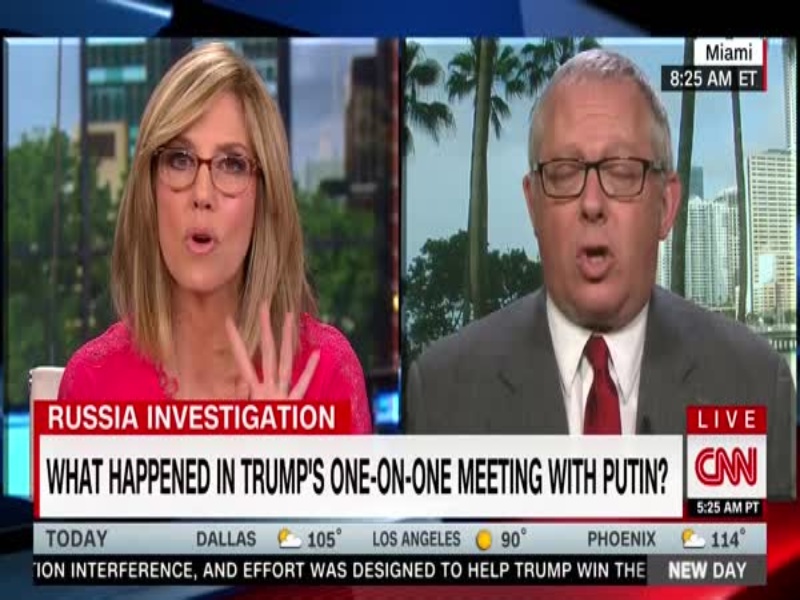 Miami
8:25 AM ET
RUSSIA INVESTIGATION
LIVE
WHAT HAPPENED IN TRUMP'S ONE-ON-ONE MEETING WITH PUTIN?
CNN
5:25 AM PT
TODAY DALLAS 105° LOS ANGELES 90° PHOENIX 114°
ION INTERFERENCE, AND EFFORT WAS DESIGNED TO HELP TRUMP WIN THE NEW DAY